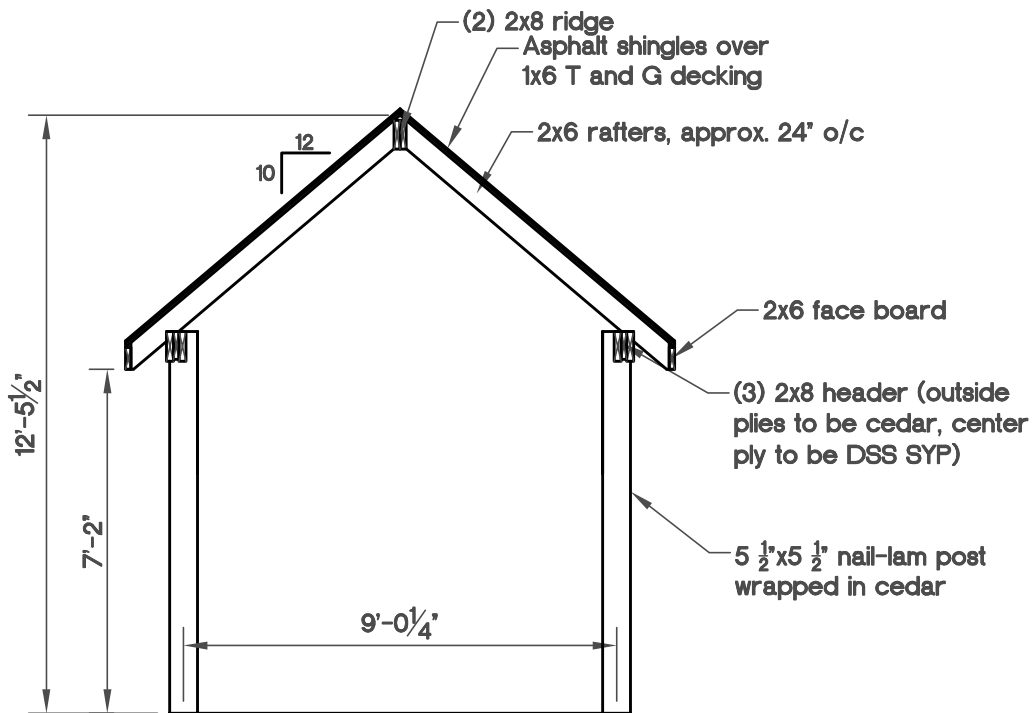 (2) 2x8 ridge
Asphalt shingles over
1x6 T and G decking
12
10
2x6 rafters, approx. 24" o/c
2x6 face board
(3) 2x8 header (outside
plies to be cedar, center
ply to be DSS SYP)
12'-5½"
7'-2"
9'-0¼"
5 ½"x5 ½" nail-lam post
wrapped in cedar